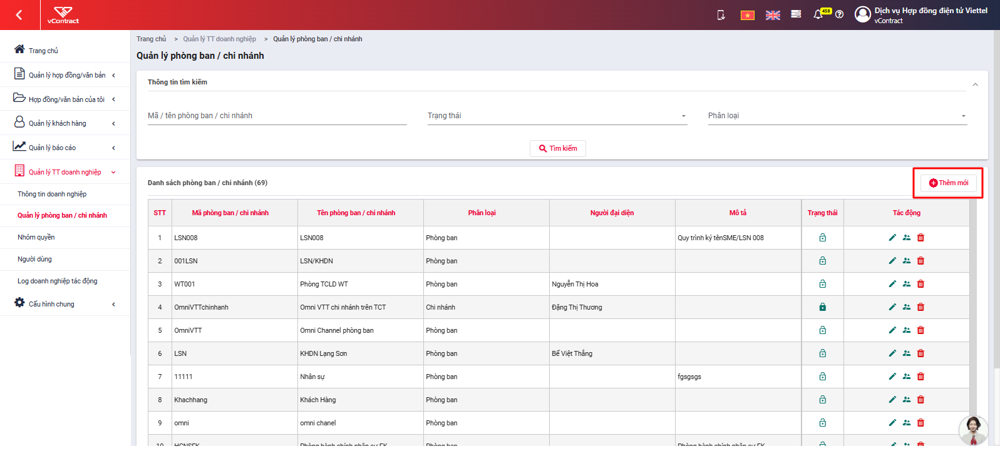 vContract
458
Dịch vụ Hợp đồng điện tử Viettel
vContract
Trang chủ
Quản lý hợp đồng/văn bản
Hợp đồng/văn bản của tôi
Quản lý khách hàng
Quản lý báo cáo
Quản lý TT doanh nghiệp
Thông tin doanh nghiệp
Quản lý phòng ban / chi nhánh
Nhóm quyền
Người dùng
Log doanh nghiệp tác động
Cấu hình chung
Trang chủ > Quản lý TT doanh nghiệp > Quản lý phòng ban / chi nhánh
Quản lý phòng ban / chi nhánh
Thông tin tìm kiếm
Mã / tên phòng ban / chi nhánh Trạng thái Phân loại
Tìm kiếm
Danh sách phòng ban / chi nhánh (69)
Thêm mới
STT Mã phòng ban / chi nhánh Tên phòng ban / chi nhánh Phân loại Người đại diện Mô tả Trạng thái Tác động
1 LSN008 LSN008 Phòng ban Quy trình ký tênSME/LSN 008
2 001LSN LSN/KHDN Phòng ban
3 WT001 Phòng TCLD WT Phòng ban Nguyễn Thị Hoa
4 OmniVTTchinhanh Omni VTT chi nhánh trên TCT Chi nhánh Đặng Thị Thương
5 OmniVTT Omni Channel phòng ban Phòng ban
6 LSN KHDN Lạng Sơn Phòng ban Bế Việt Thắng
7 11111 Nhân sự Phòng ban fgsgsgs
8 Khachhang Khách Hàng Phòng ban
9 omni omni chanel Phòng ban
10 HCNSFK Phòng hành chính nhân sự FK Phòng ban Phòng hành chính nhân sự FK